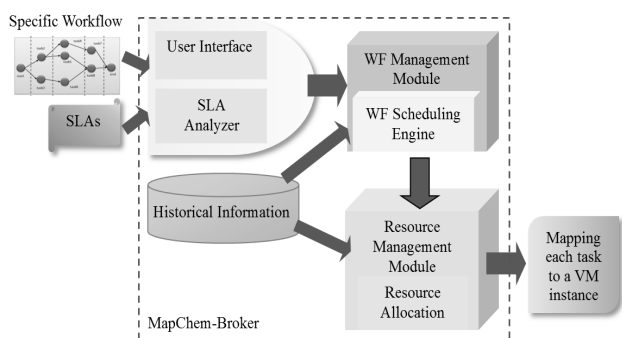 Specific Workflow
User Interface
SLA
Analyzer
SLAs
WF Management
Module
WF Scheduling
Engine
Historical Information
Resource
Management
Module
Resource
Allocation
Mapping
each task
to a VM
instance
MapChem-Broker